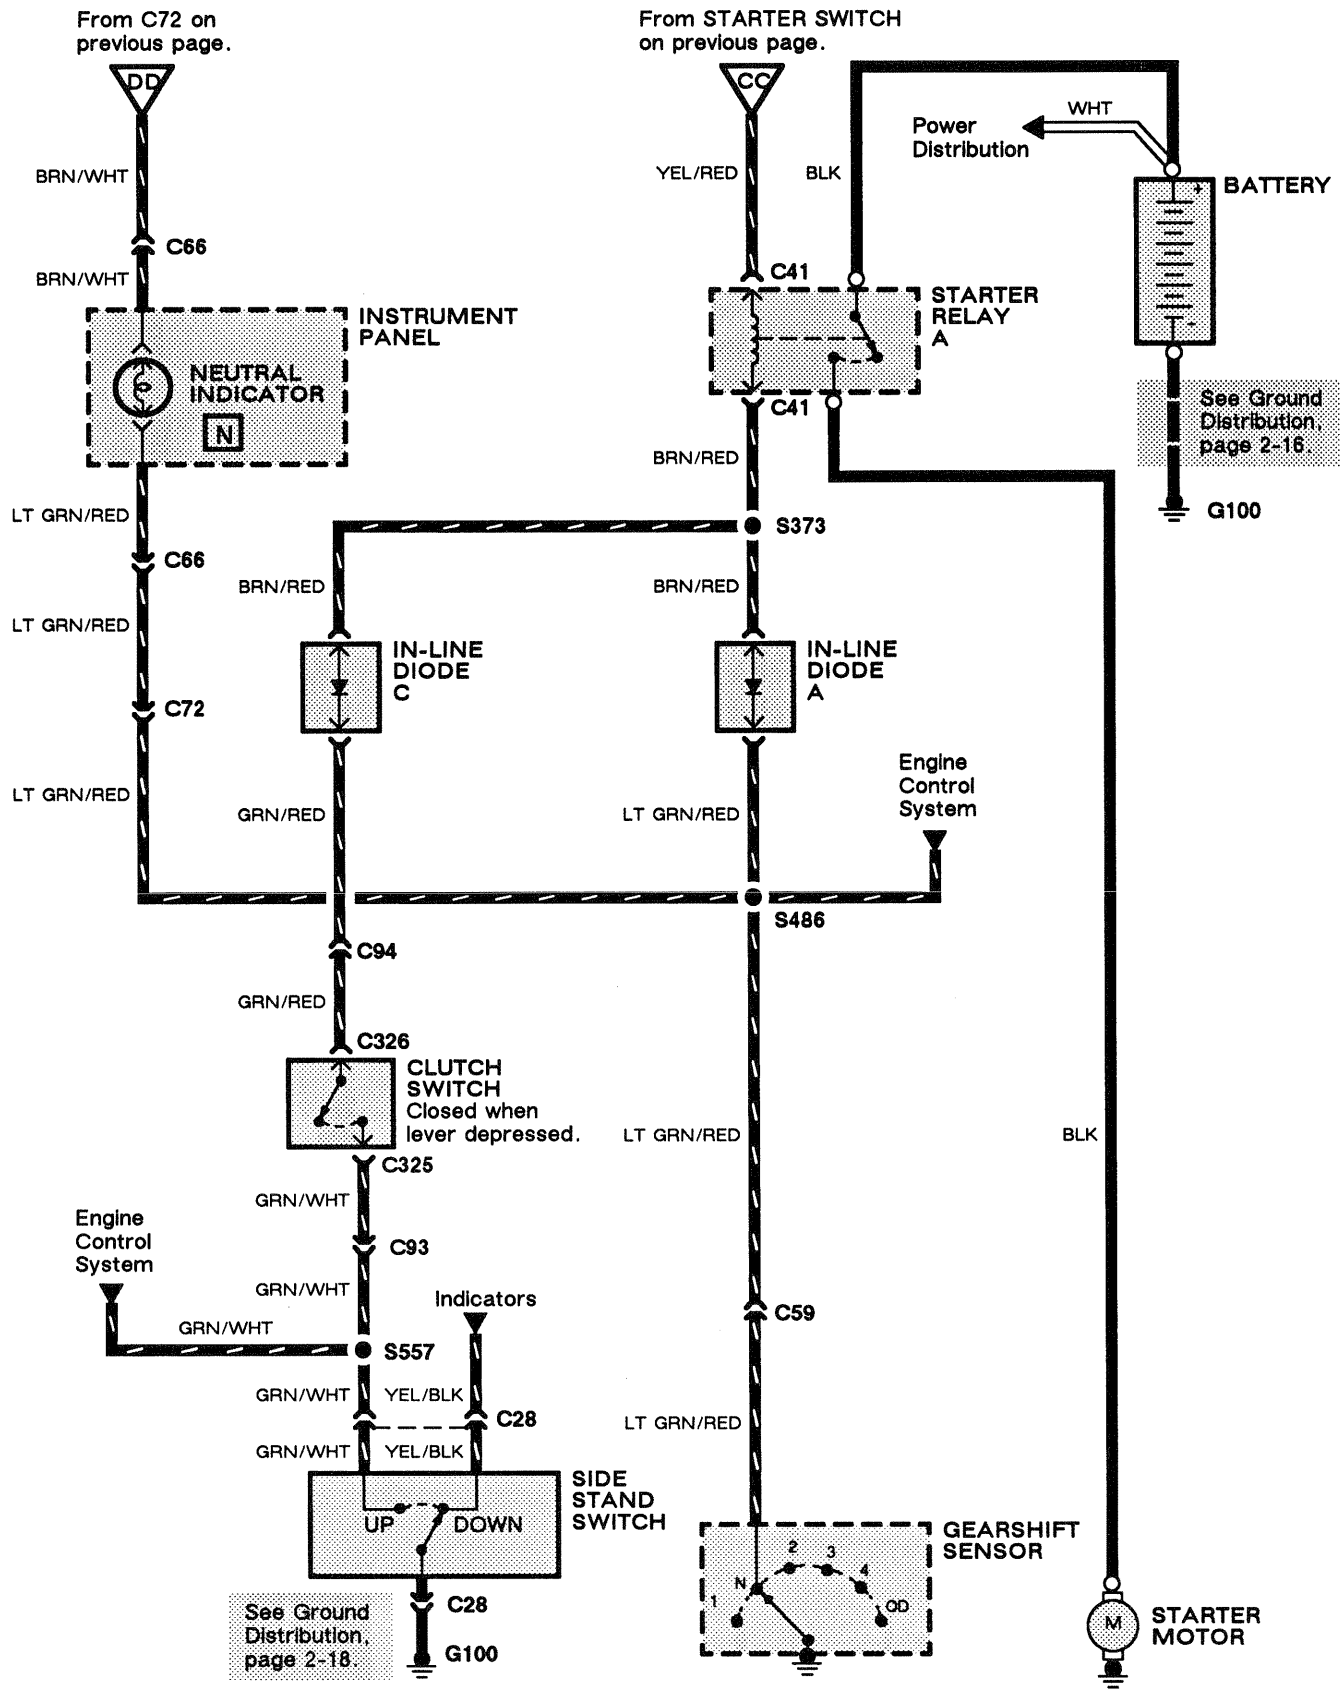 From C72 on
previous page.
DD
From STARTER SWITCH
on previous page.
CC
WHT
Power
Distribution
BRN/WHT
YEL/RED
BLK
BATTERY
+
-
C66
BRN/WHT
C41
INSTRUMENT
PANEL
STARTER
RELAY
A
NEUTRAL
INDICATOR
N
C41
See Ground
Distribution,
page 2-16.
G100
BRN/RED
LT GRN/RED
S373
C66
BRN/RED
BRN/RED
LT GRN/RED
IN-LINE
DIODE
C
IN-LINE
DIODE
A
C72
Engine
Control
System
LT GRN/RED
GRN/RED
LT GRN/RED
S486
C94
GRN/RED
C326
CLUTCH
SWITCH
Closed when
lever depressed.
LT GRN/RED
BLK
C325
GRN/WHT
Engine
Control
System
C93
GRN/WHT
Indicators
C59
GRN/WHT
S557
GRN/WHT
YEL/BLK
C28
LT GRN/RED
GRN/WHT
YEL/BLK
SIDE
STAND
SWITCH
UP
DOWN
GEARSHIFT
SENSOR
1
N
2
3
4
OD
See Ground
Distribution,
page 2-18.
C28
G100
M
STARTER
MOTOR